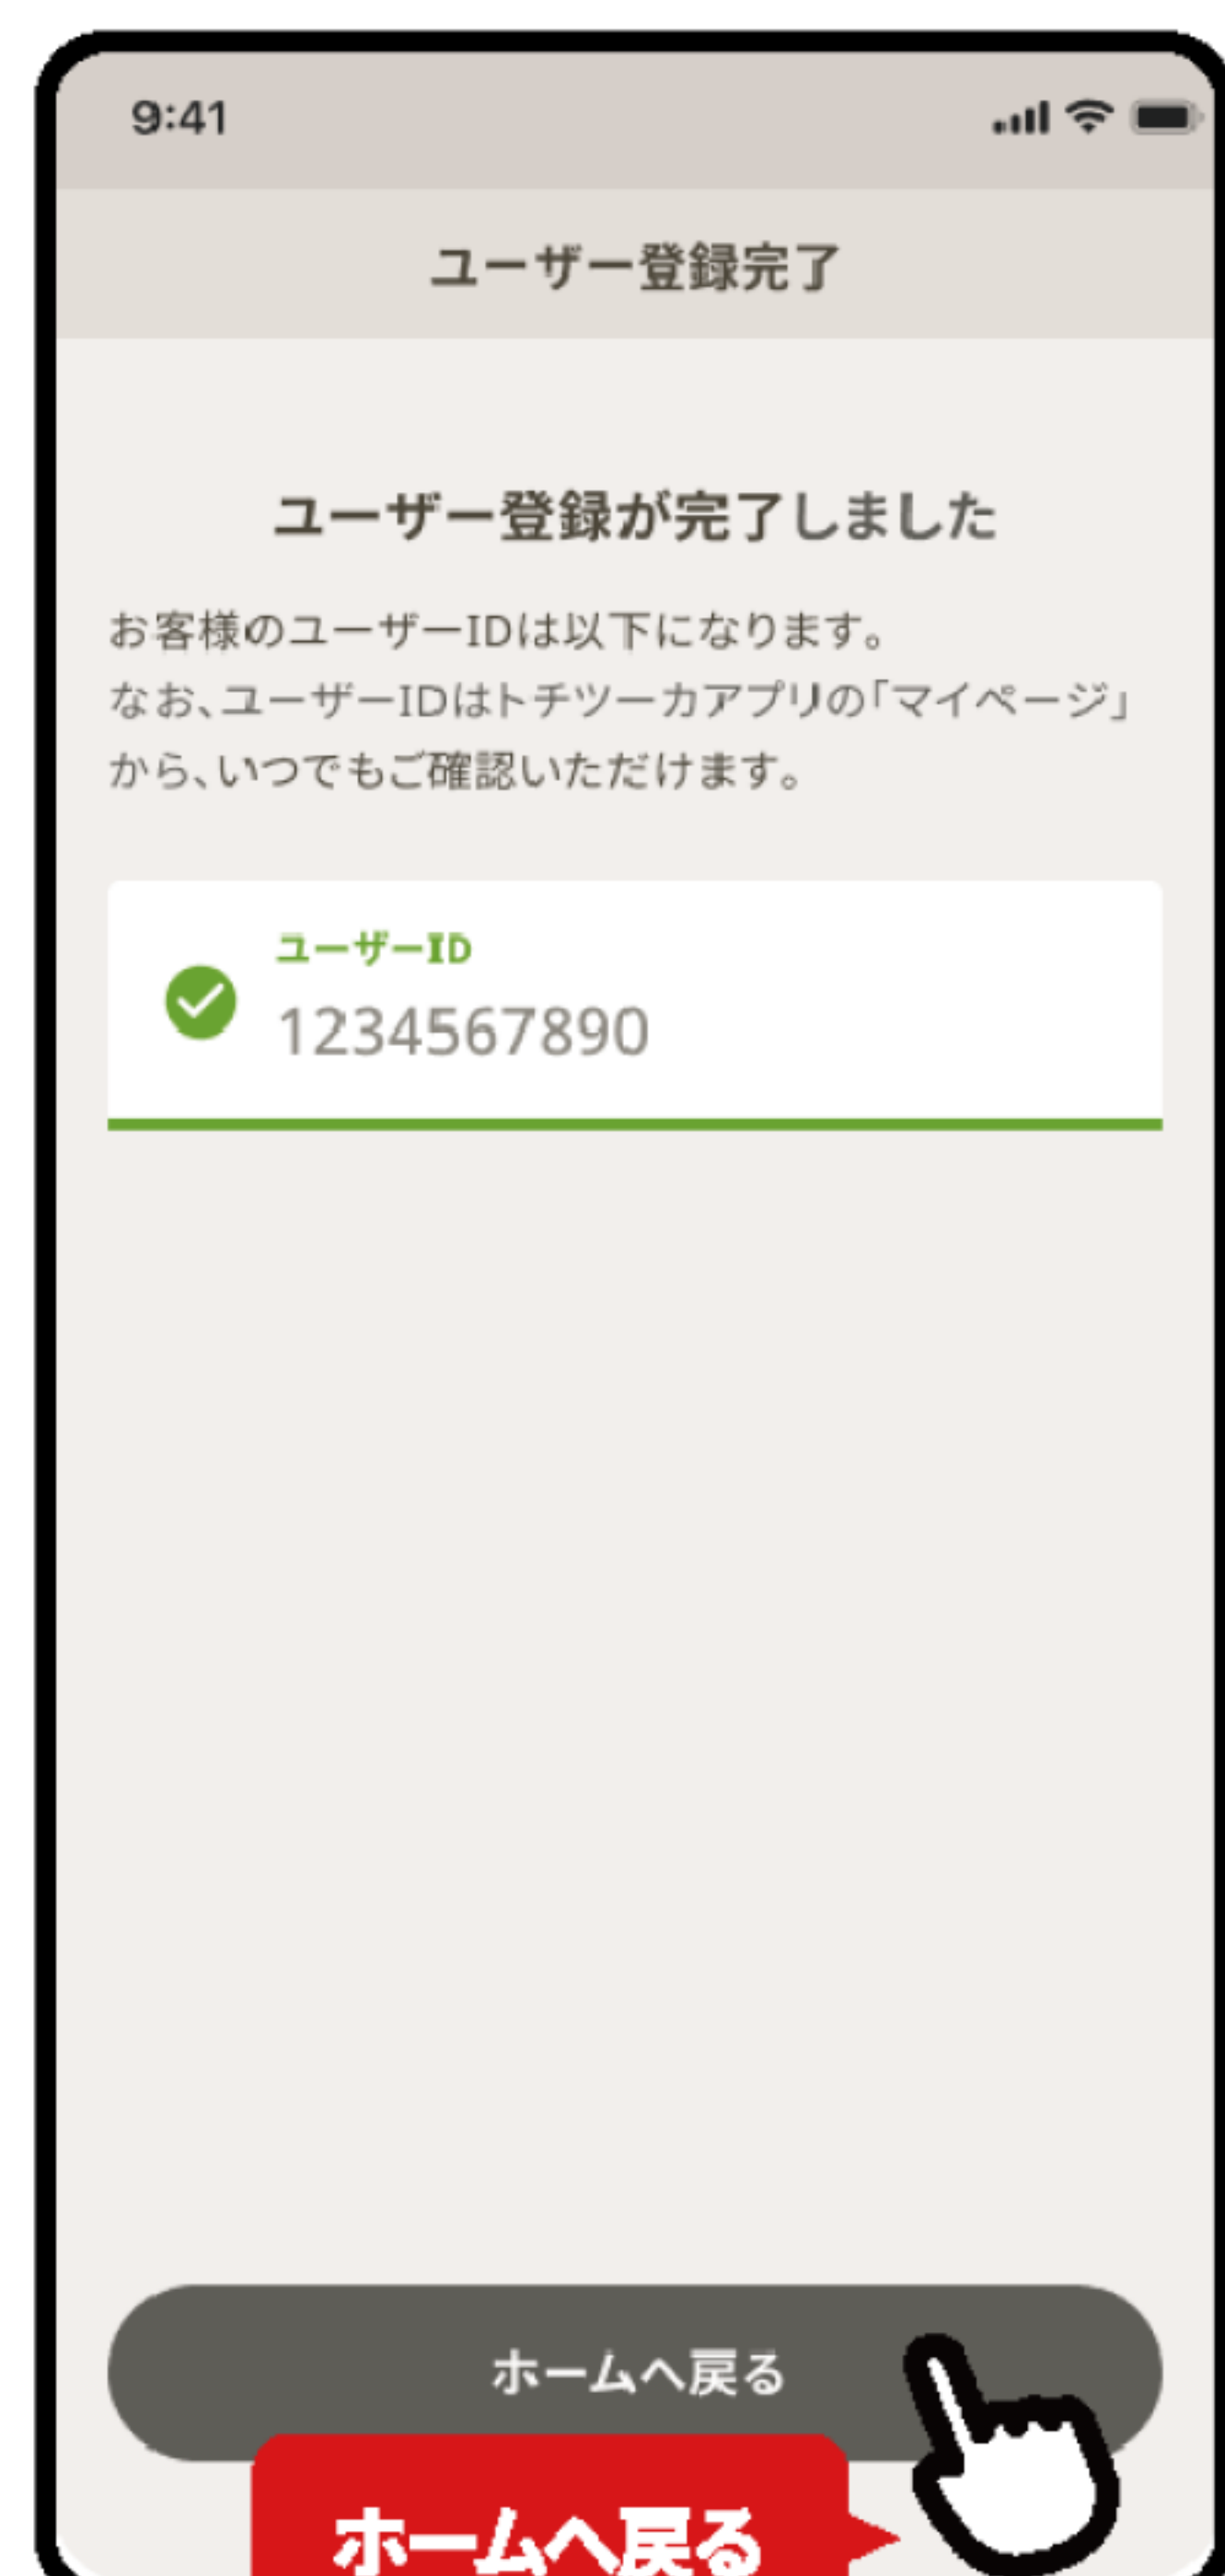 9:41
ユーザー登録完了
ユーザー登録が完了しました
お客様のユーザーIDは以下になります。
なお、ユーザーIDはトチツーカアプリの「マイページ」
から、いつでもご確認いただけます。
ユーザーID
1234567890
ホームへ戻る
ホームへ戻る